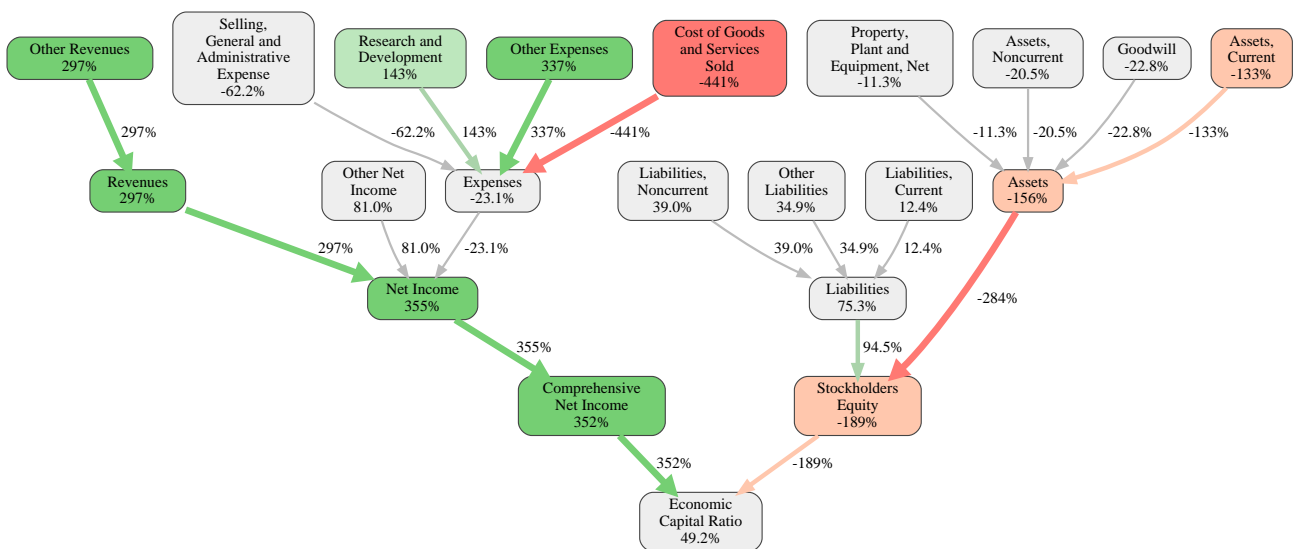 Other Revenues
297%
Selling,
General and
Administrative
Expense
-62.2%
Research and
Development
143%
Other Expenses
337%
Cost of Goods
and Services
Sold
-441%
Property,
Plant and
Equipment, Net
-11.3%
Assets,
Noncurrent
-20.5%
Goodwill
-22.8%
Assets,
Current
-133%
297%
-62.2%
143%
337%
-441%
-11.3%
-20.5%
-22.8%
-133%
Revenues
297%
Other Net
Income
81.0%
Expenses
-23.1%
Liabilities,
Noncurrent
39.0%
Other
Liabilities
34.9%
Liabilities,
Current
12.4%
Assets
-156%
297%
81.0%
-23.1%
39.0%
34.9%
12.4%
-284%
Net Income
355%
Liabilities
75.3%
355%
94.5%
Comprehensive
Net Income
352%
Stockholders
Equity
-189%
352%
-189%
Economic
Capital Ratio
49.2%